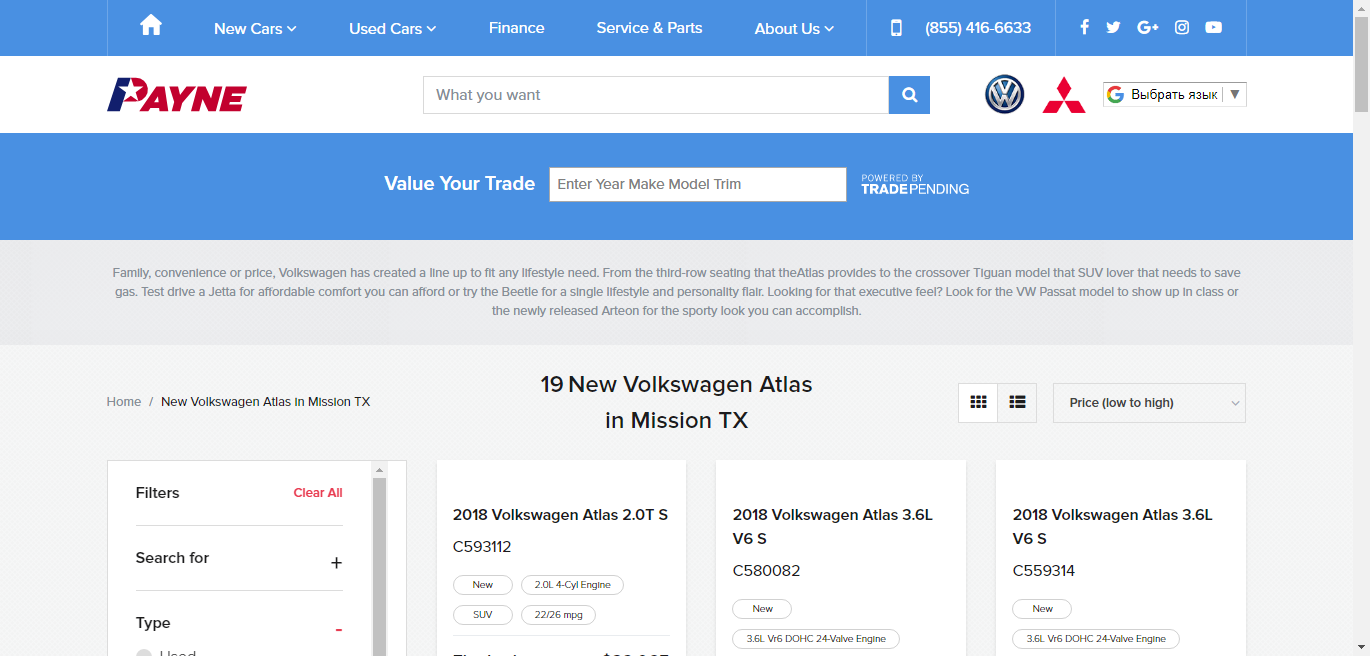 New Cars
Used Cars
Finance
Service & Parts
About Us
(855) 416-6633
PAYNE
What you want
Выбрать язык ▼
Value Your Trade
Enter Year Make Model Trim
POWERED BY
TRADEPENDING
Family, convenience or price, Volkswagen has created a line up to fit any lifestyle need. From the third-row seating that theAtlas provides to the crossover Tiguan model that SUV lover that needs to save
gas. Test drive a Jetta for affordable comfort you can afford or try the Beetle for a single lifestyle and personality flair. Looking for that executive feel? Look for the VW Passat model to show up in class or
the newly released Arteon for the sporty look you can accomplish.
Home / New Volkswagen Atlas in Mission TX
19 New Volkswagen Atlas
in Mission TX
Price (low to high)
Filters
Clear All
Search for +
Type -
Used
2018 Volkswagen Atlas 2.0T S
C593112
New
2.0L 4-Cyl Engine
SUV
22/26 mpg
2018 Volkswagen Atlas 3.6L
V6 S
C580082
New
3.6L Vr6 DOHC 24-Valve Engine
2018 Volkswagen Atlas 3.6L
V6 S
C559314
New
3.6L Vr6 DOHC 24-Valve Engine